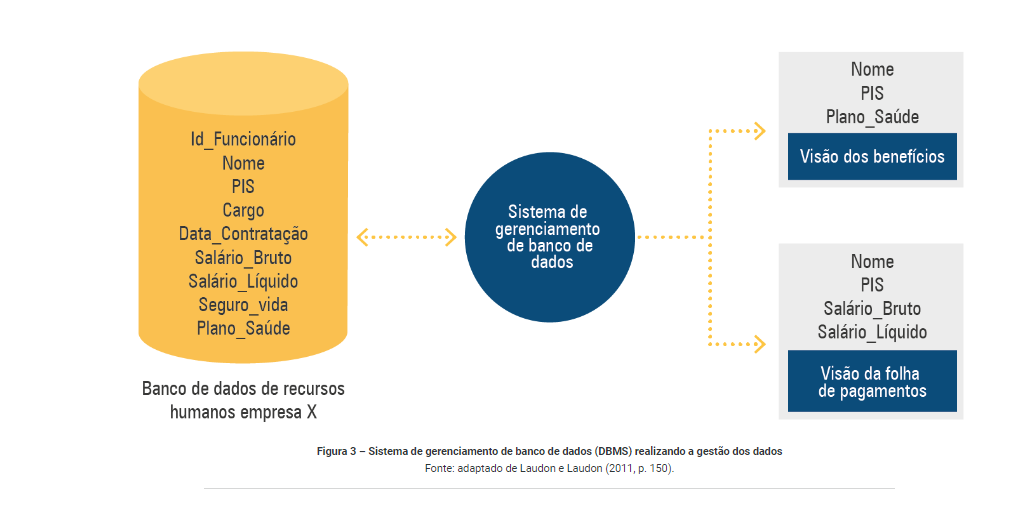 Id_Funcionário
Nome
PIS
Cargo
Data_Contratação
Salário_Bruto
Salário_Líquido
Seguro_vida
Plano_Saúde
Banco de dados de recursos
humanos empresa X
Sistema de
gerenciamento
de banco de
dados
Nome
PIS
Plano_Saúde
Visão dos benefícios
Nome
PIS
Salário_Bruto
Salário_Líquido
Visão da folha
de pagamentos
Figura 3 – Sistema de gerenciamento de banco de dados (DBMS) realizando a gestão dos dados
Fonte: adaptado de Laudon e Laudon (2011, p. 150).